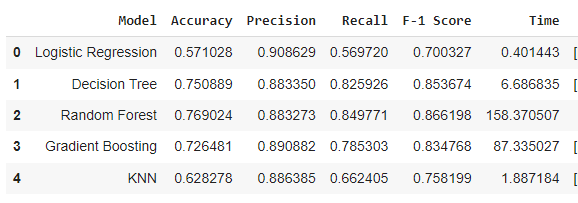 Model Accuracy Precision Recall F-1 Score Time
0 Logistic Regression 0.571028 0.908629 0.569720 0.700327 0.401443 [
1 Decision Tree 0.750889 0.883350 0.825926 0.853674 6.686835 [
2 Random Forest 0.769024 0.883273 0.849771 0.866198 158.370507
3 Gradient Boosting 0.726481 0.890882 0.785303 0.834768 87.335027 [
4 KNN 0.628278 0.886385 0.662405 0.758199 1.887184 [